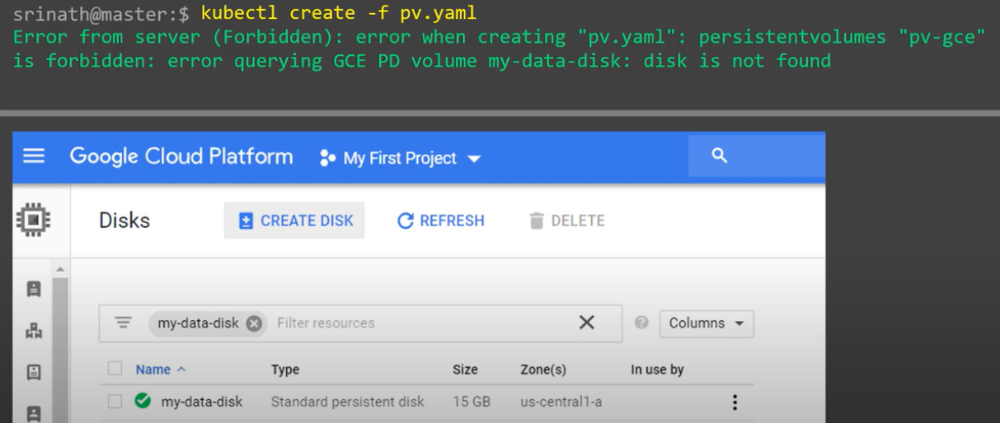 srinath@master:$ kubectl create -f pv.yaml
Error from server (Forbidden): error when creating "pv.yaml": persistentvolumes "pv-gce"
is forbidden: error querying GCE PD volume my-data-disk: disk is not found
Google Cloud Platform My First Project
Disks CREATE DISK REFRESH DELETE
my-data-disk Filter resources Columns
Name Type Size Zone(s) In use by
my-data-disk Standard persistent disk 15 GB us-central1-a